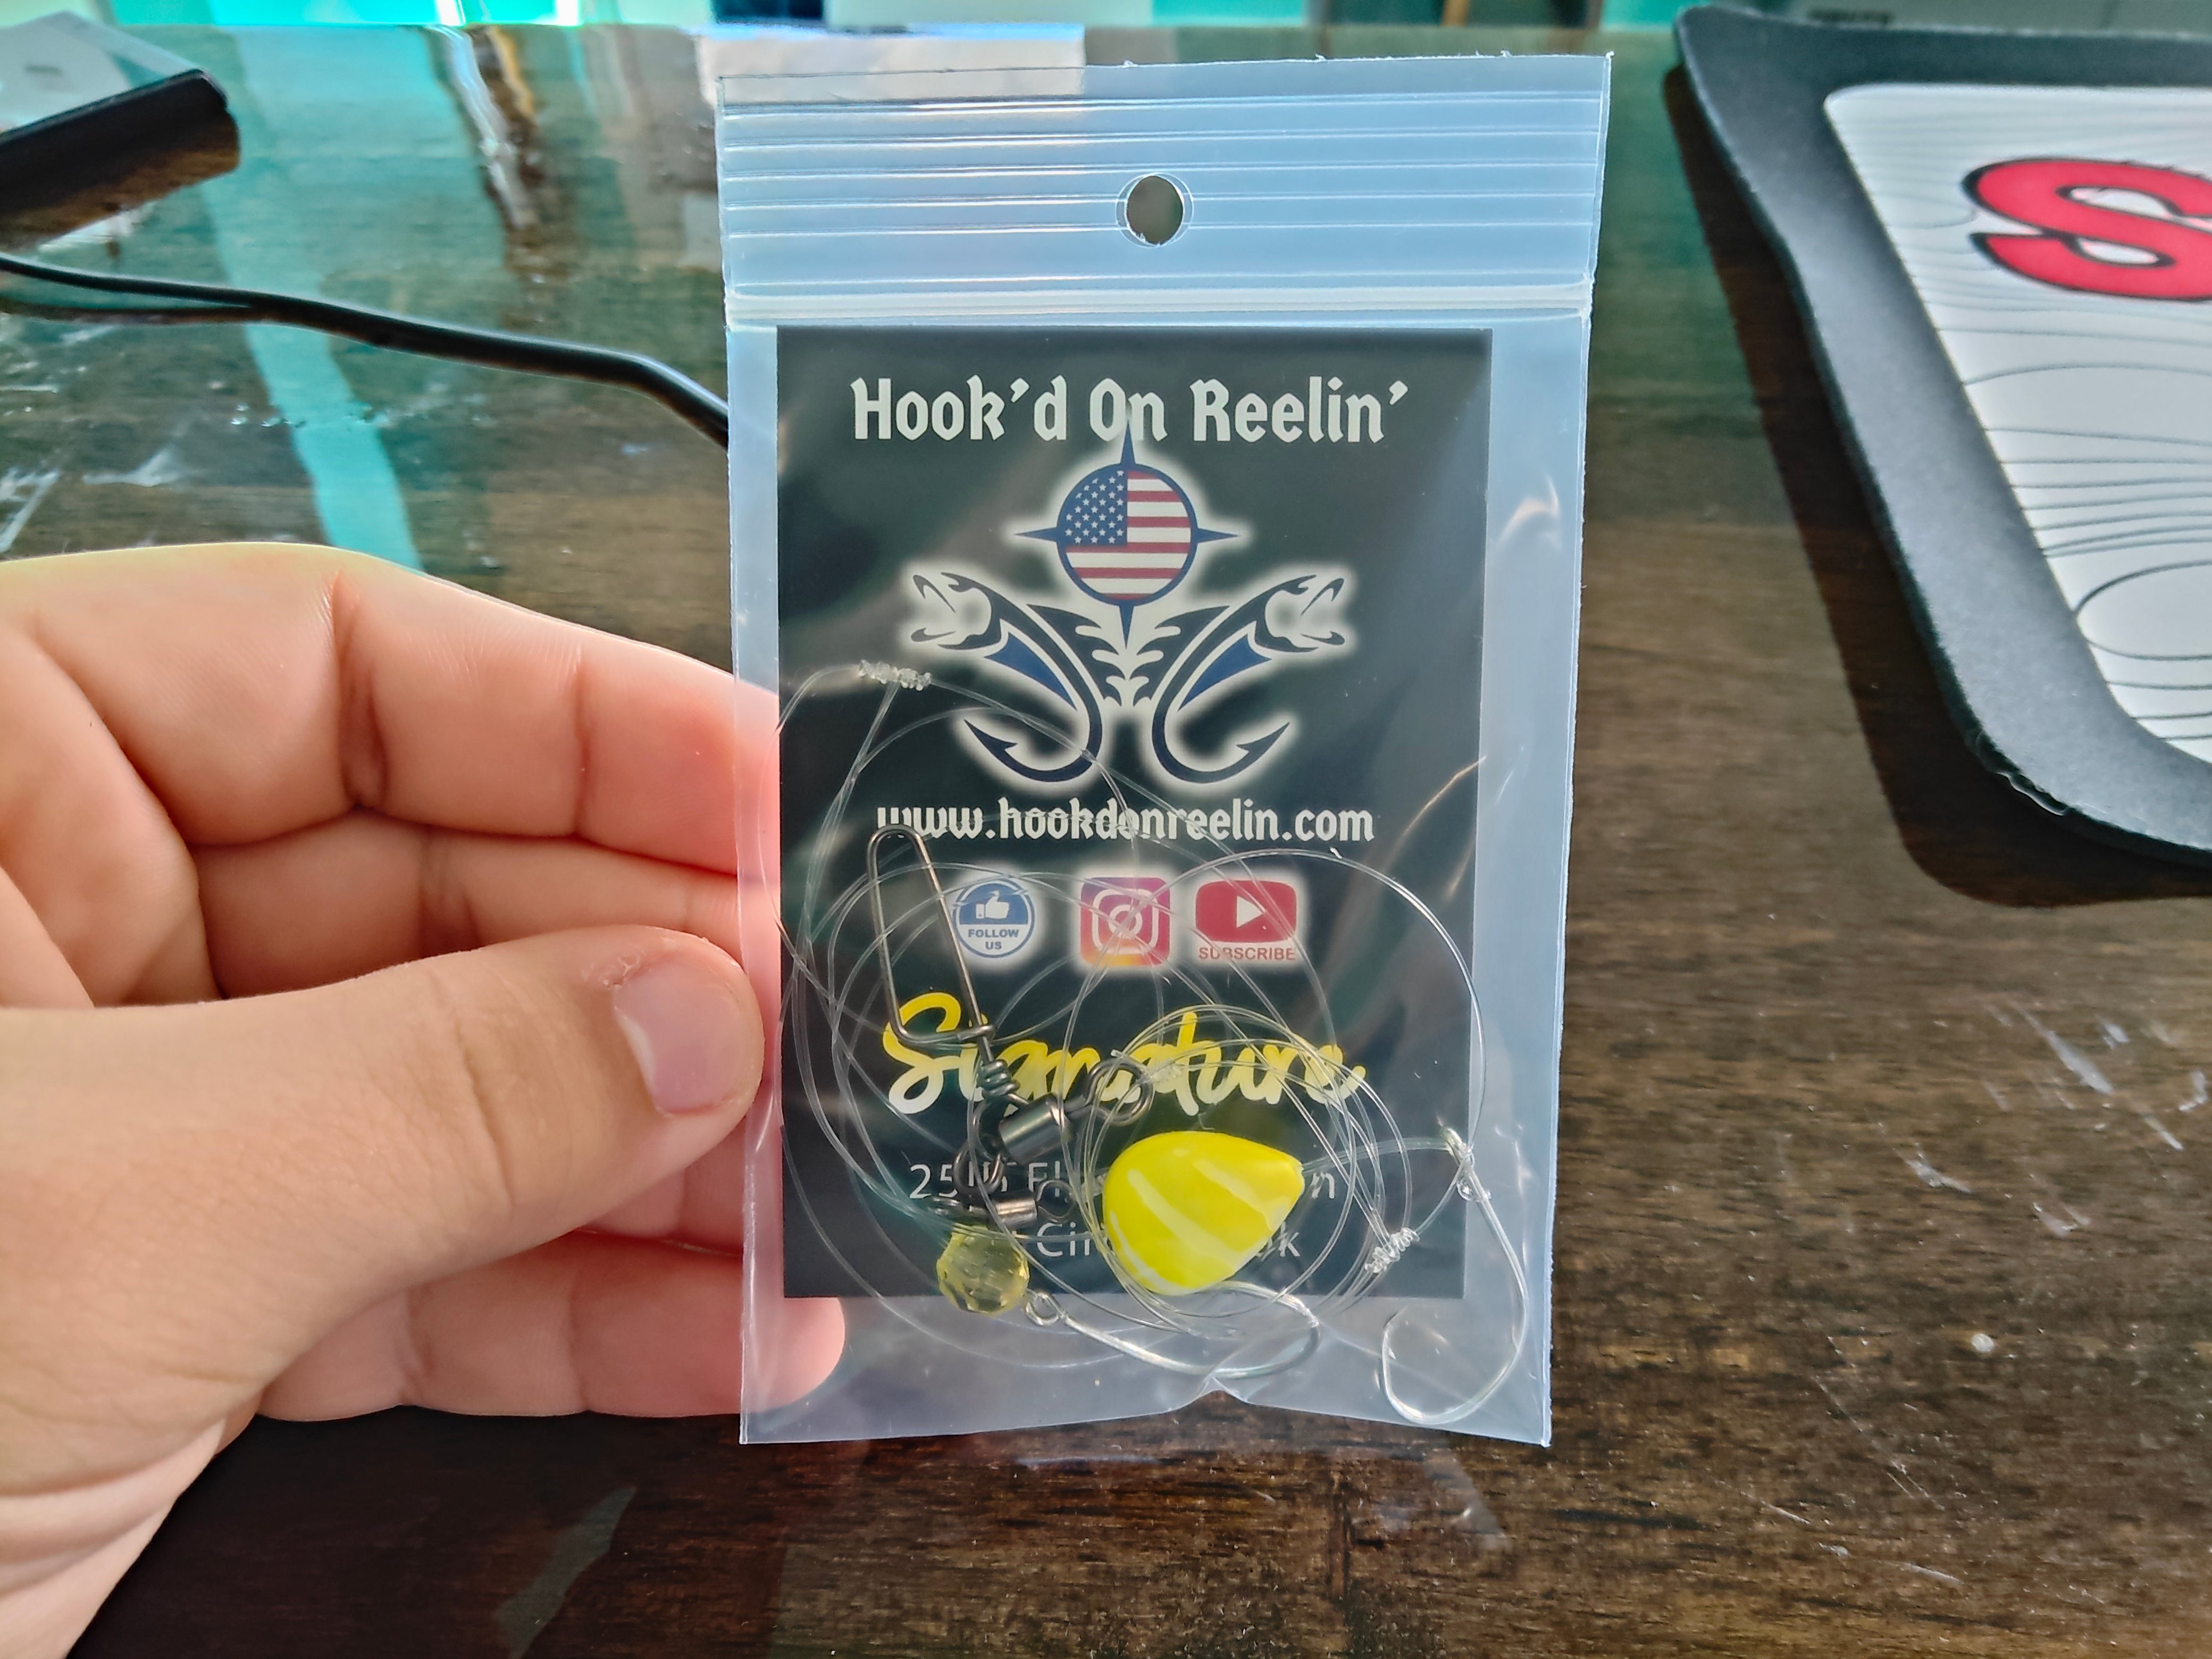 Hook'd On Reelin'
www.hookdonreelin.com
FOLLOW
US
SUBSCRIBE
Signature
S